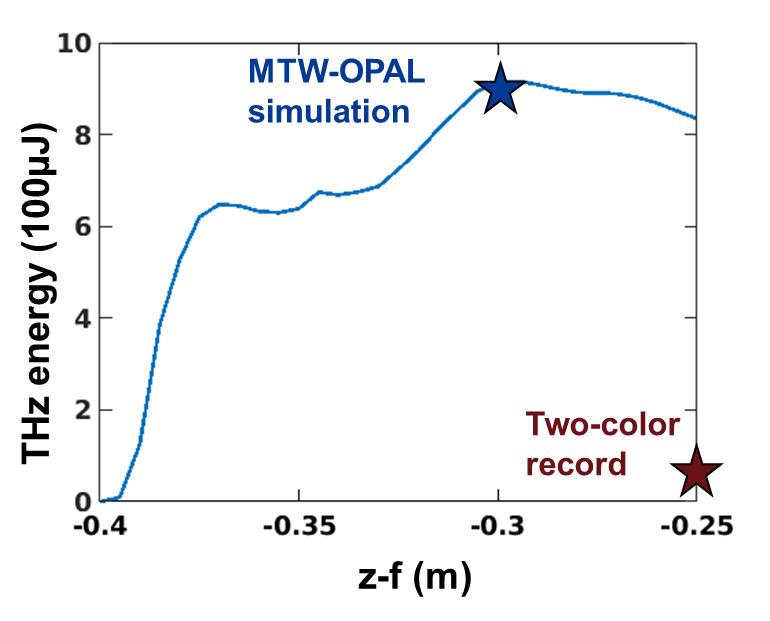 10
MTW-OPAL
simulation
8
6
4
2
Two-color
record
0
-0.4
-0.35
-0.3
-0.25
z-f (m)
THz energy (100μJ)